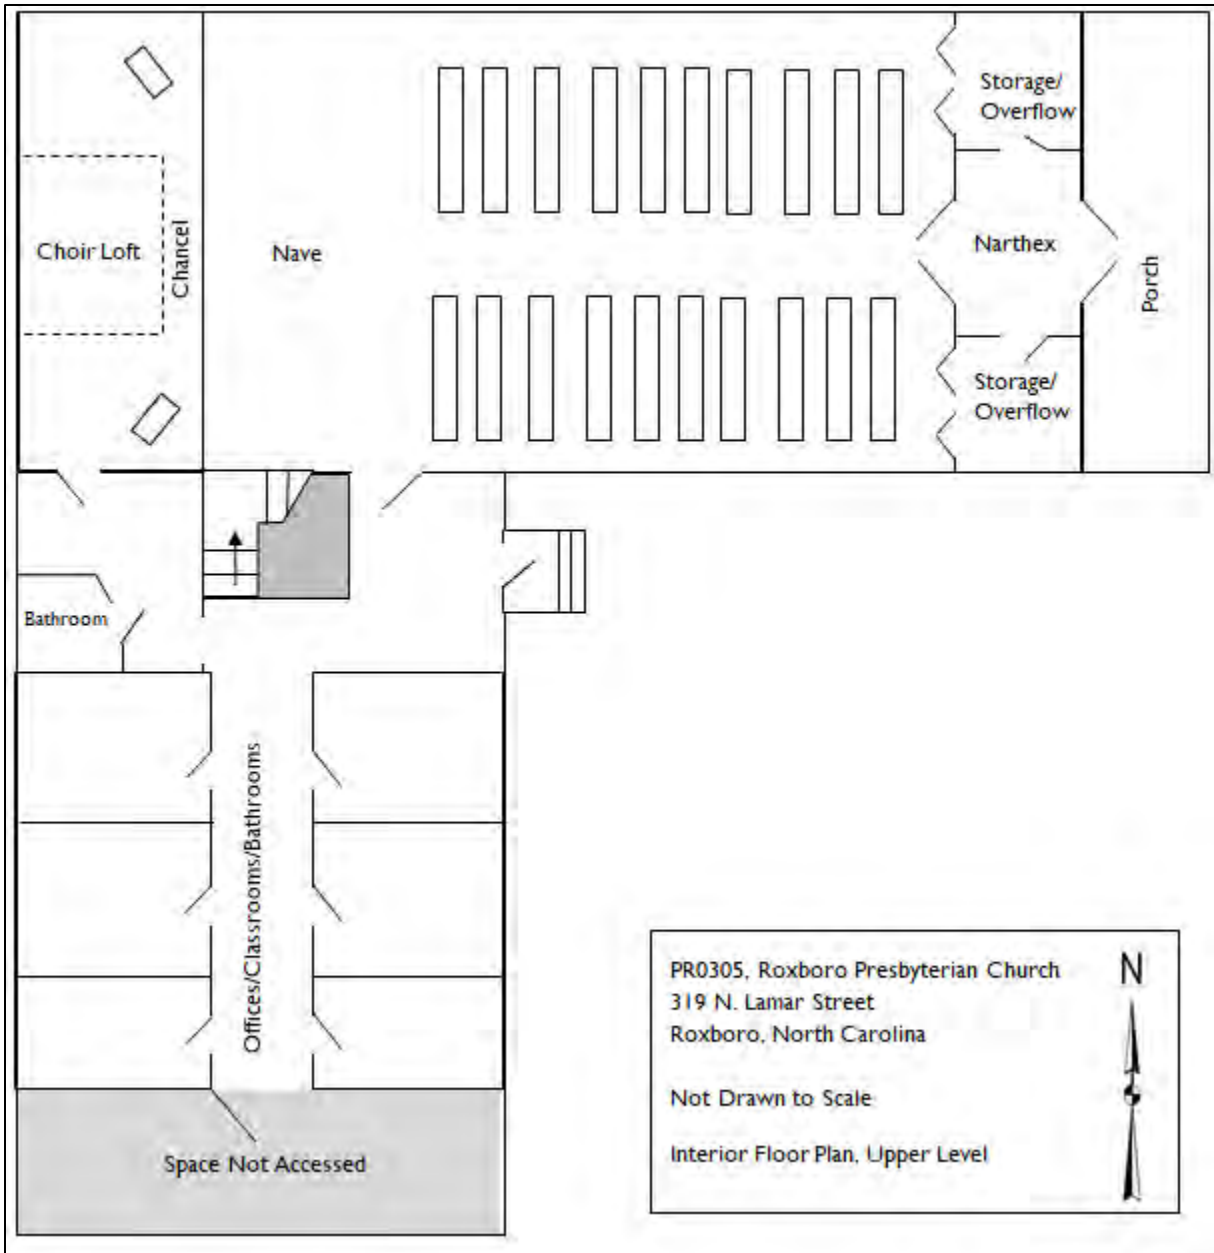 Storage/
Overflow
Choir Loft
Chancel
Nave
Narthex
Porch
Storage/
Overflow
Bathroom
Offices/Classrooms/Bathrooms
Space Not Accessed
PR0305, Roxboro Presbyterian Church
319 N. Lamar Street
Roxboro, North Carolina
Not Drawn to Scale
Interior Floor Plan, Upper Level
N